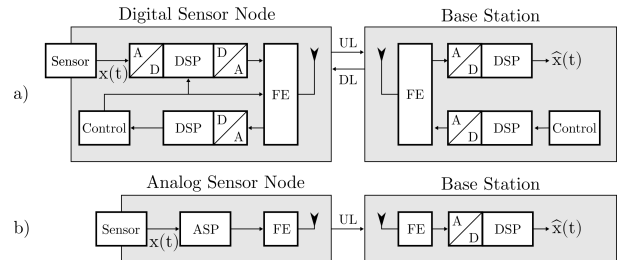 Digital Sensor Node
Base Station
a)
Sensor
x(t)
A
D
DSP
D
A
FE
UL
DL
FE
A
D
DSP
x̂(t)
Control
DSP
D
A
A
D
DSP
Control
Analog Sensor Node
Base Station
b)
Sensor
x(t)
ASP
FE
UL
FE
A
D
DSP
x̂(t)